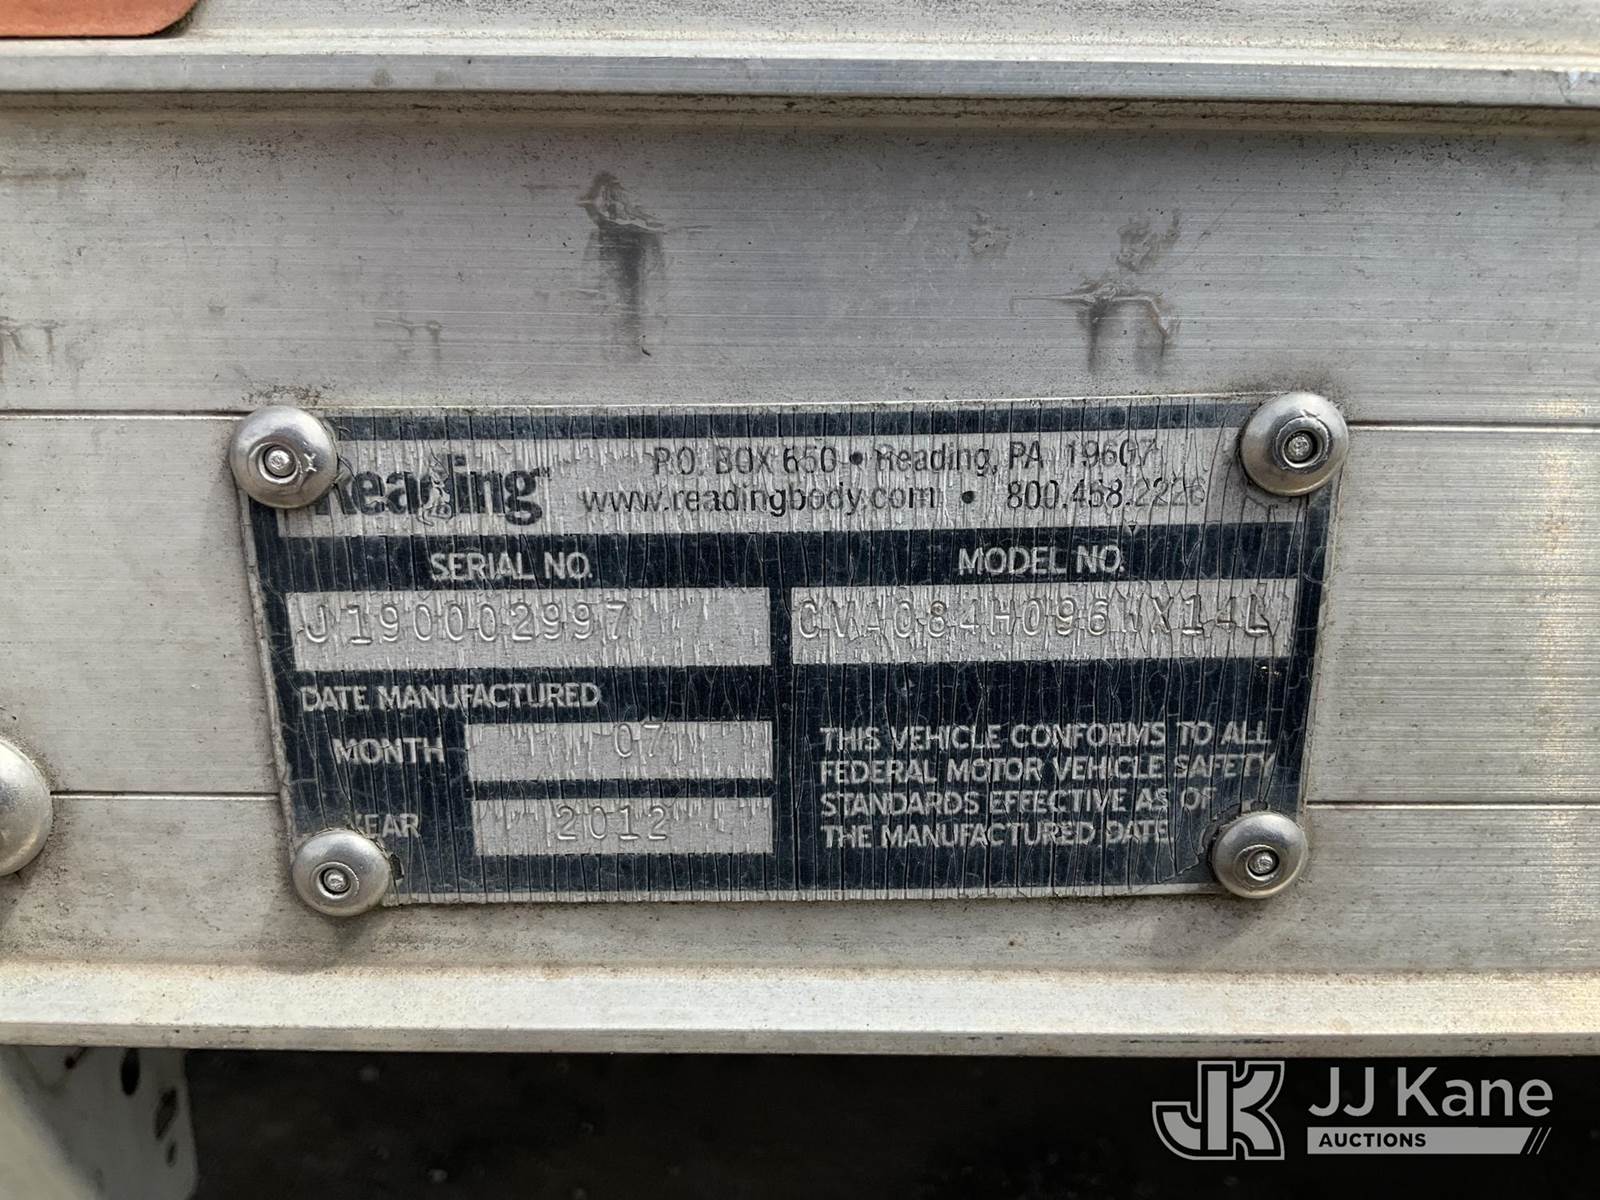 Reading P.O. BOX 650 • Reading, PA 19607
www.readingbody.com • 800.458.2226
SERIAL NO. MODEL NO.
J190002997 CVA084H096WX14L
DATE MANUFACTURED
MONTH 07
YEAR 2012
THIS VEHICLE CONFORMS TO ALL
FEDERAL MOTOR VEHICLE SAFETY
STANDARDS EFFECTIVE AS OF
THE MANUFACTURED DATE
JK JJ Kane
AUCTIONS